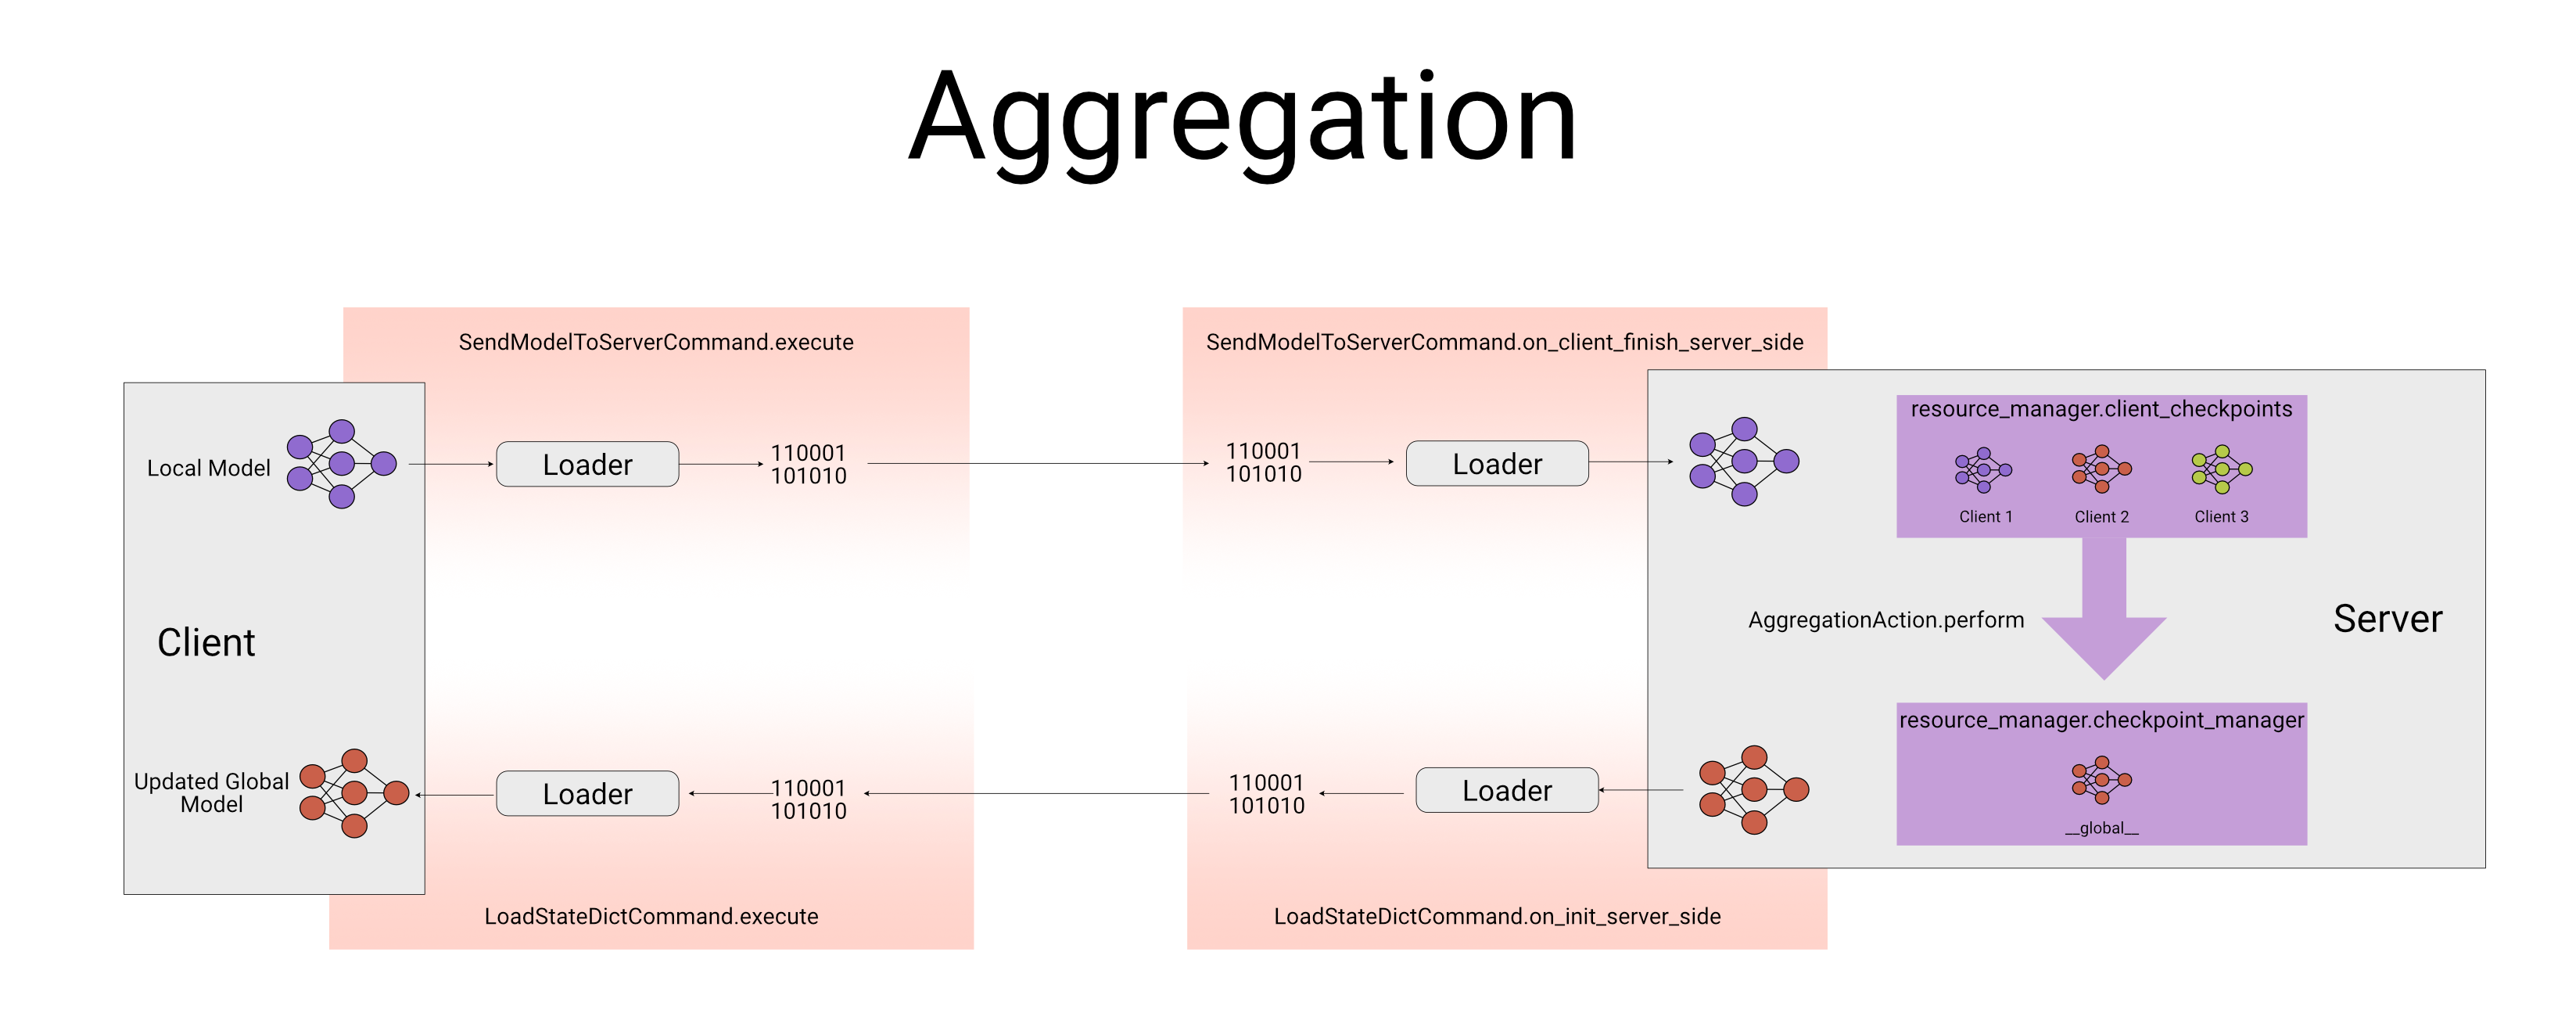 Aggregation
SendModelToServerCommand.execute
SendModelToServerCommand.on_client_finish_server_side
resource_manager.client_checkpoints
Local Model
Loader
110001
101010
110001
101010
Loader
Client 1
Client 2
Client 3
Client
AggregationAction.perform
Server
resource_manager.checkpoint_manager
Updated Global
Model
Loader
110001
101010
110001
101010
Loader
__global__
LoadStateDictCommand.execute
LoadStateDictCommand.on_init_server_side